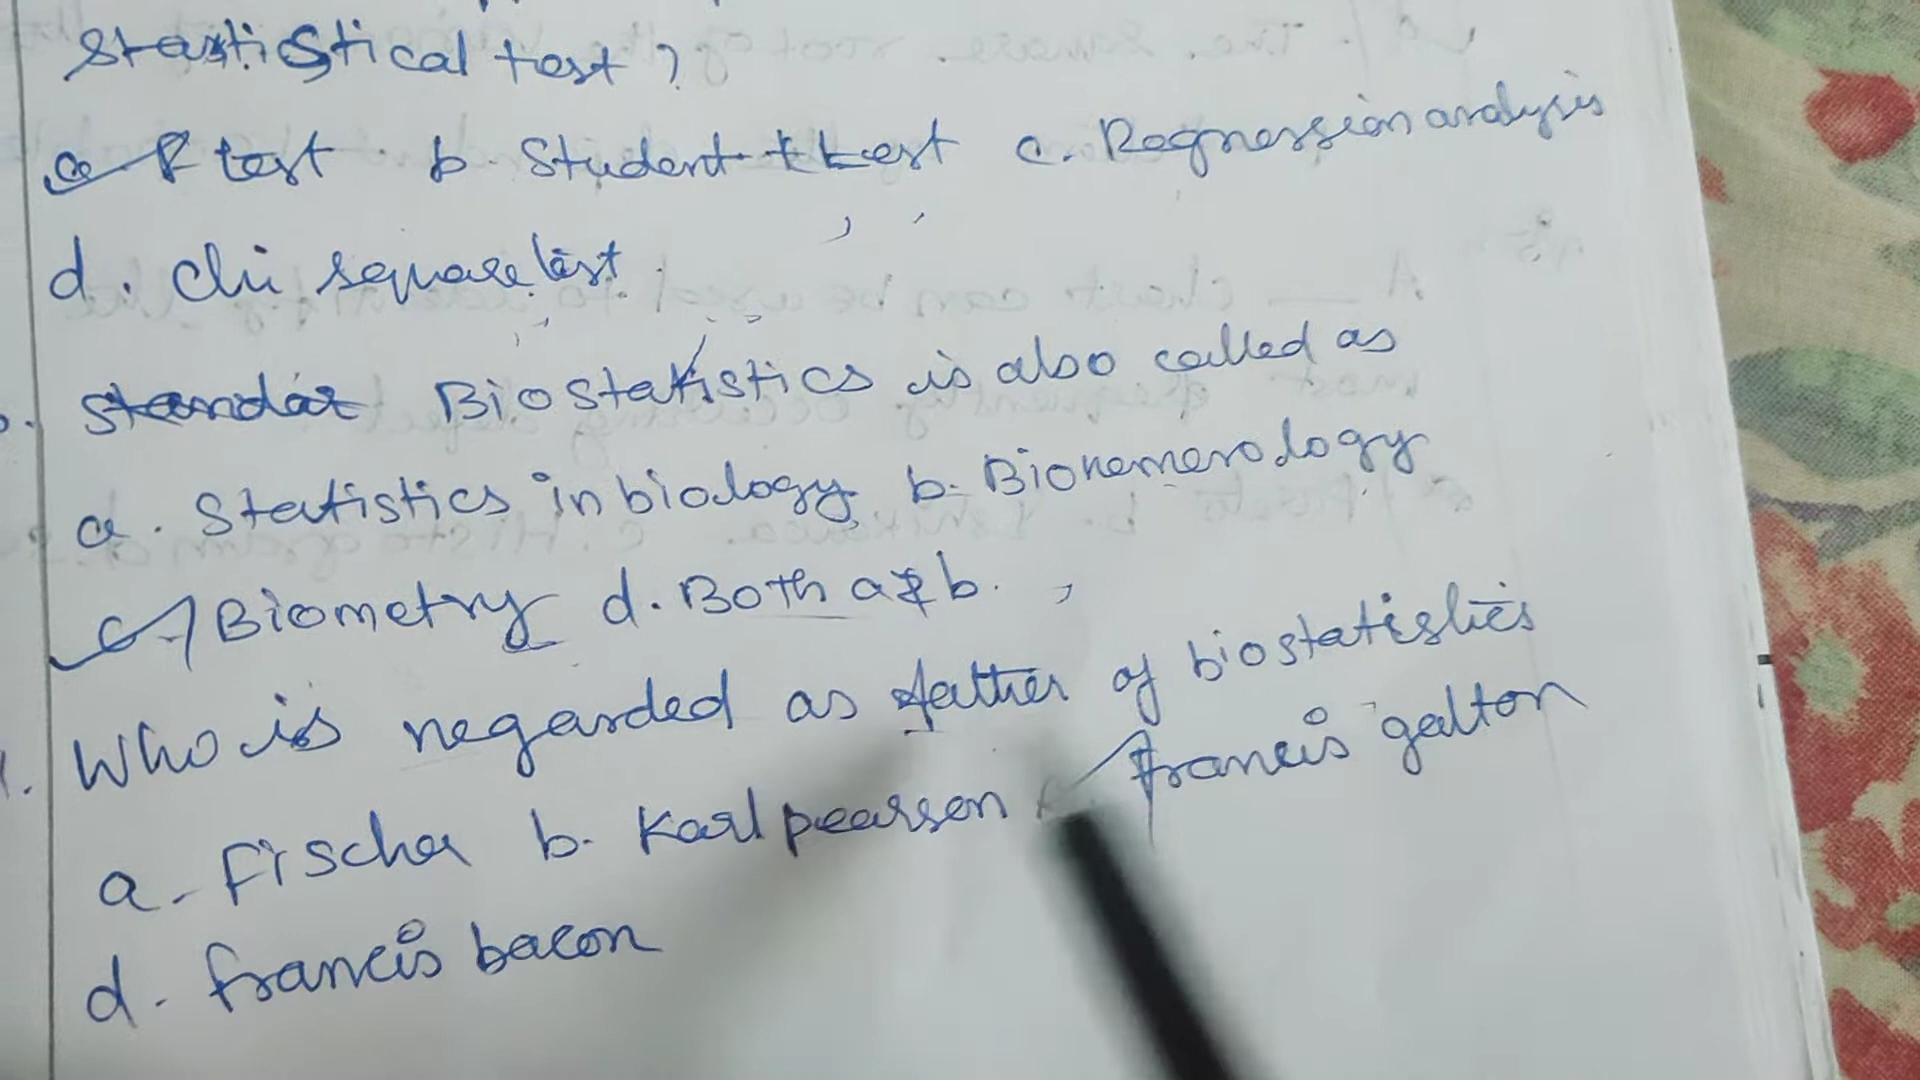 Statistical test?
a F test b. Student t test c. Regression analysis
d. Chi square test.
Standar Biostatistics is also called as
a. Statistics in biology. b. Bionemerology
c. Biometry d. Both a & b.
Who is regarded as father of biostatistics
a. Fischer b. Karl pearson francis galton
d. francis bacon